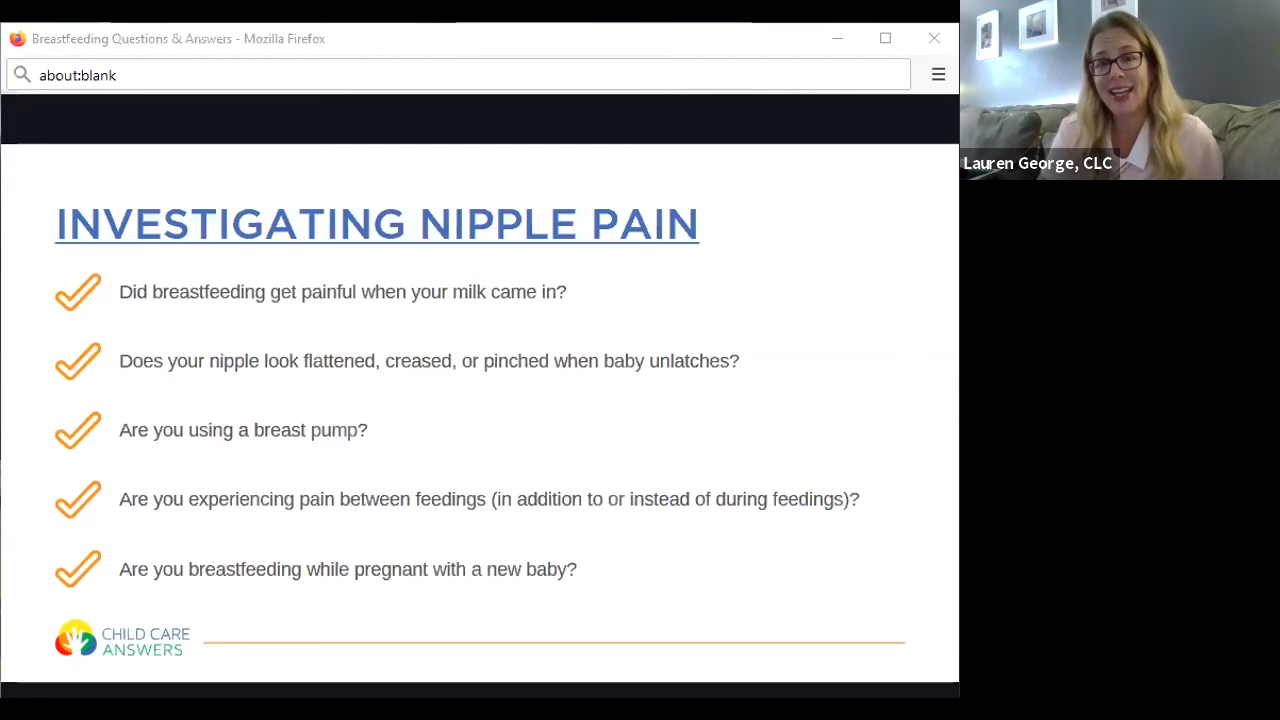 Breastfeeding Questions & Answers - Mozilla Firefox
about:blank
Lauren George, CLC
INVESTIGATING NIPPLE PAIN
Did breastfeeding get painful when your milk came in?
Does your nipple look flattened, creased, or pinched when baby unlatches?
Are you using a breast pump?
Are you experiencing pain between feedings (in addition to or instead of during feedings)?
Are you breastfeeding while pregnant with a new baby?
CHILD CARE
ANSWERS